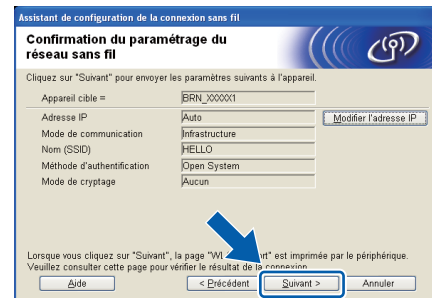 Assistant de configuration de la connexion sans fil
Confirmation du paramétrage du
réseau sans fil
Cliquez sur "Suivant" pour envoyer les paramètres suivants à l'appareil.
Appareil cible = BRN_XXXXX1
Adresse IP Auto Modifier l'adresse IP
Mode de communication Infrastructure
Nom (SSID) HELLO
Méthode d'authentification Open System
Mode de cryptage Aucun
Lorsque vous cliquez sur "Suivant", la page "WL rt" est imprimée par le périphérique.
Veuillez consulter cette page pour vérifier le résultat de la connexion.
Aide < Précédent Suivant > Annuler